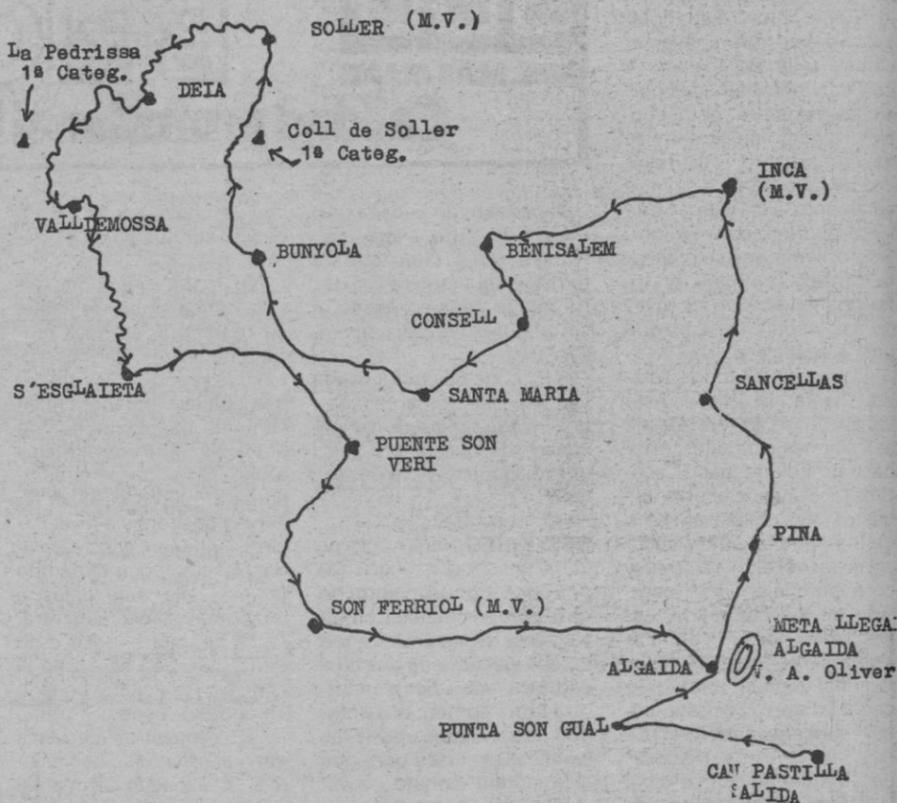 SOLLER (M.V.)
La Pedrissa
1ª Categ.
DEIA
Coll de Soller
1ª Categ.
INCA
(M.V.)
VALLDEMOSSA
BUNYOLA
BENISALEM
CONSELL
S'ESGLAIETA
SANTA MARIA
SANCELLAS
PUENTE SON
VERI
PINA
SON FERRIOL (M.V.)
META LLEGA
ALGAIDA
V. A. Oliver
ALGAIDA
PUNTA SON GUAL
CAN PASTILLA
SALIDA